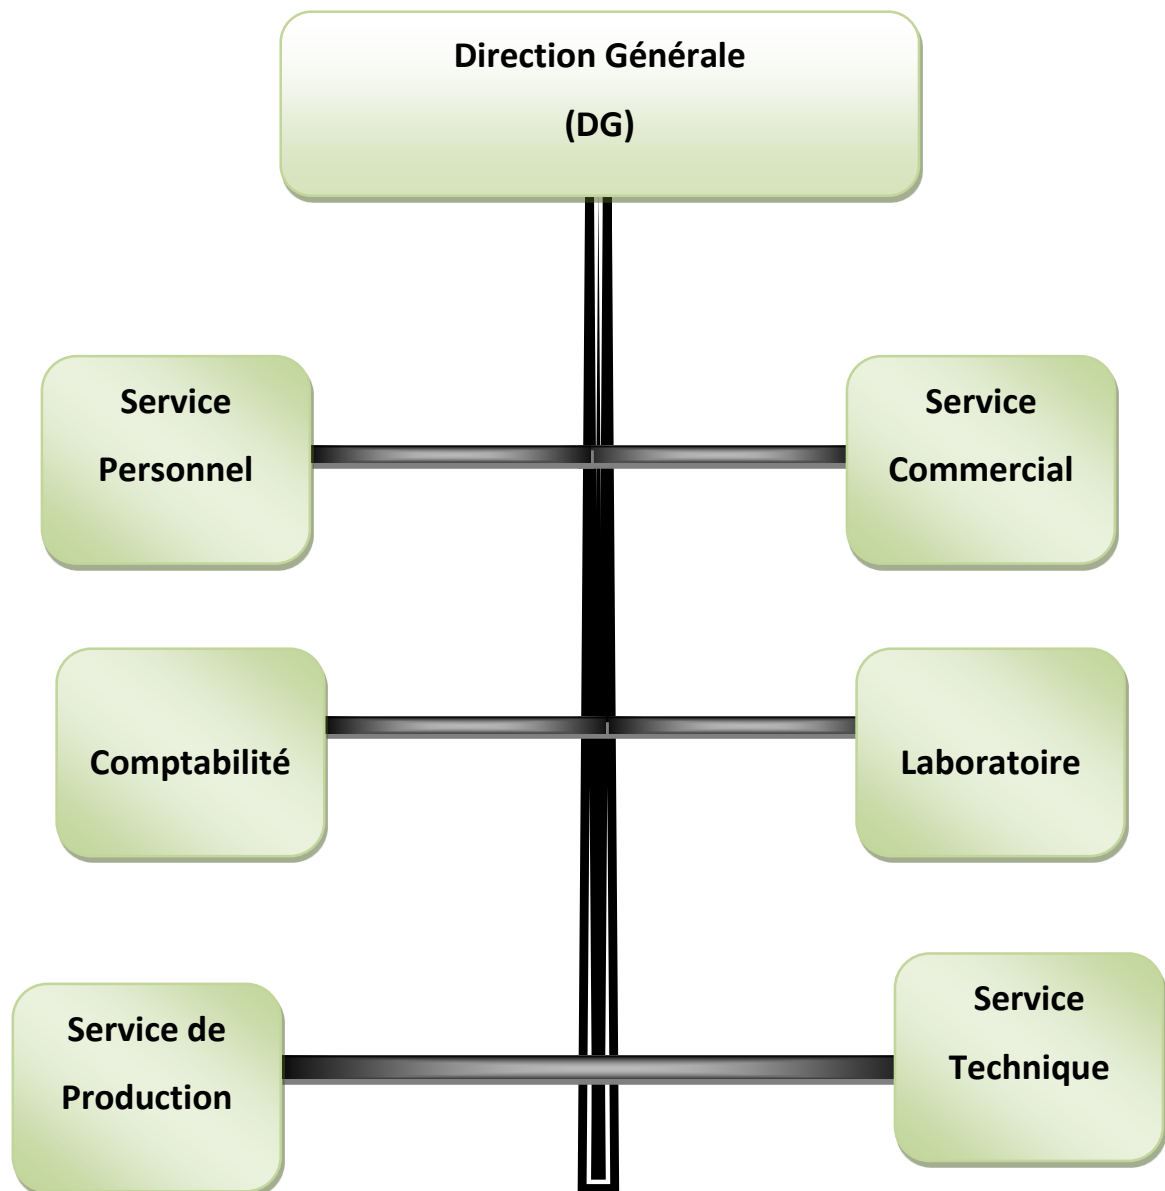 Direction Générale
(DG)
Service
Personnel
Service
Commercial
Comptabilité
Laboratoire
Service de
Production
Service
Technique